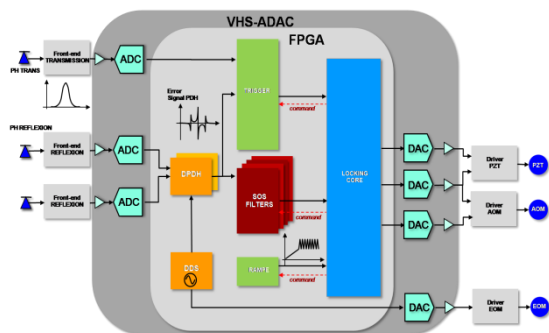 VHS-ADAC
FPGA
Front-end
TRANSMISSION
ADC
PH TRANS
Error
Signal PDH
TRIGGER
command
PH REFLEXION
Front-end
REFLEXION
ADC
DPDH
Front-end
REFLEXION
ADC
SOS
FILTERS
command
LOCKING
CORE
DDS
command
DAC
DAC
DAC
DAC
Driver
PZT
PZT
Driver
AOM
AOM
Driver
EOM
EOM